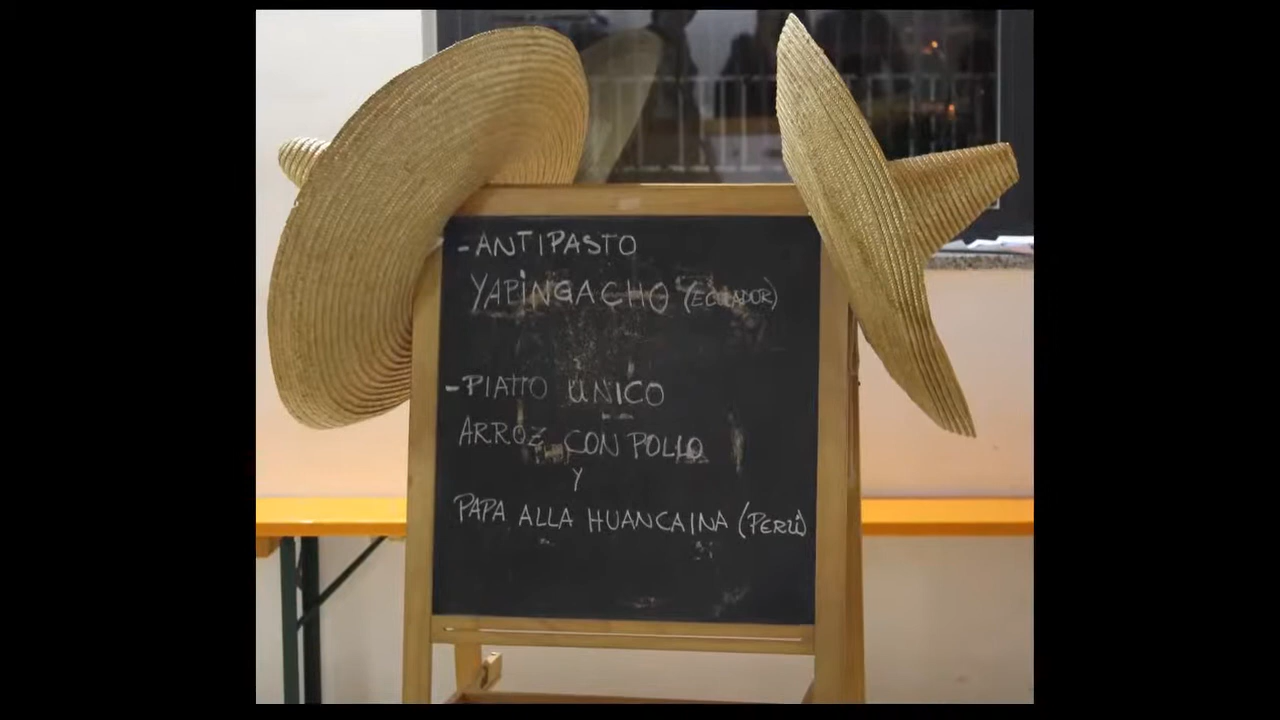 - ANTIPASTO
YAPINGACHO (ECUADOR)
- PIATTO UNICO
ARROZ CON POLLO
Y
PAPA ALLA HUANCAINA (PERÙ)